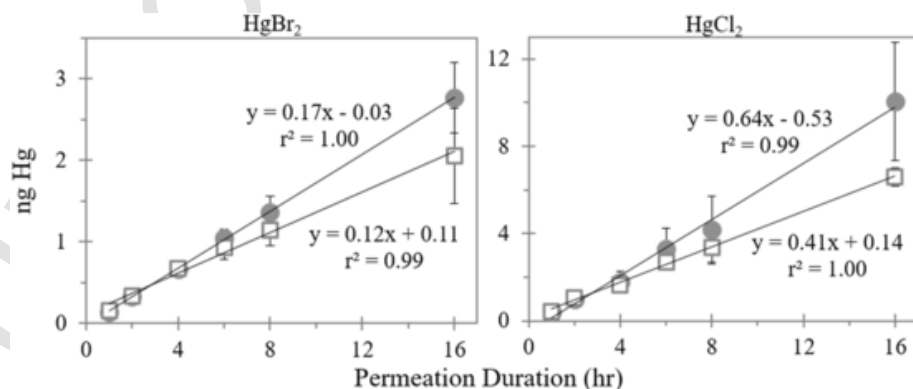 HgBr₂
HgCl₂
3
2
1
0
ng Hg
y = 0.17x - 0.03
r² = 1.00
y = 0.12x + 0.11
r² = 0.99
0
4
8
12
16
12
8
4
0
y = 0.64x - 0.53
r² = 0.99
y = 0.41x + 0.14
r² = 1.00
0
4
8
12
16
Permeation Duration (hr)